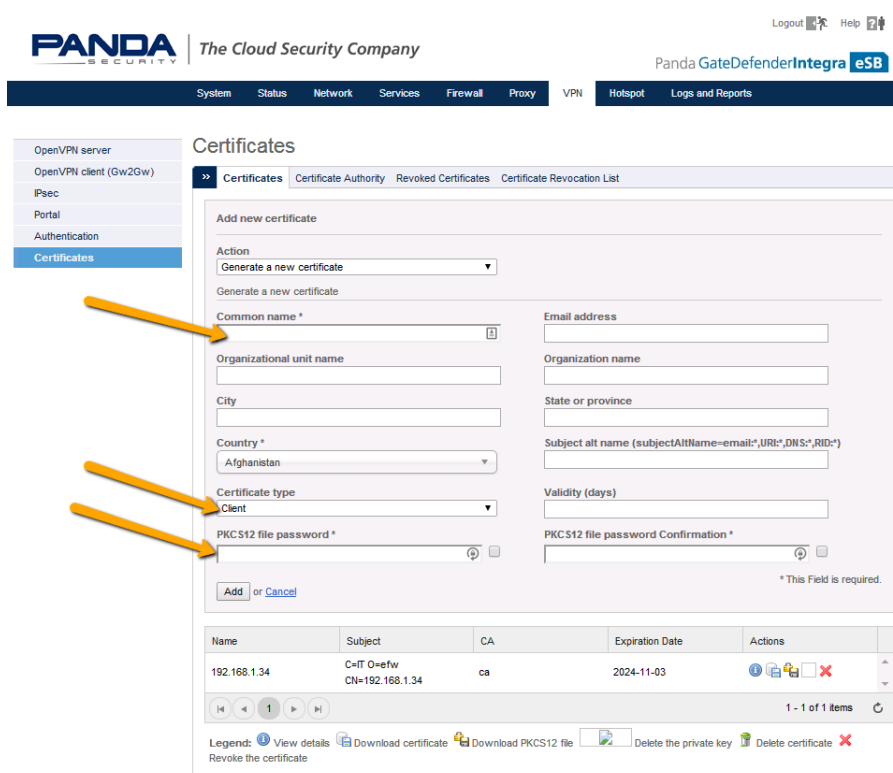 Logout Help
PANDA
SECURITY
The Cloud Security Company
Panda GateDefenderIntegra eSB
System Status Network Services Firewall Proxy VPN Hotspot Logs and Reports
OpenVPN server
OpenVPN client (Gw2Gw)
IPsec
Portal
Authentication
Certificates
Certificates
» Certificates Certificate Authority Revoked Certificates Certificate Revocation List
Add new certificate
Action
Generate a new certificate
Generate a new certificate
Common name * Email address
Organizational unit name Organization name
City State or province
Country * Subject alt name (subjectAltName=email:*,URI:*,DNS:*,RID:*)
Afghanistan
Certificate type Validity (days)
Client
PKCS12 file password * PKCS12 file password Confirmation *
* This Field is required.
Add or Cancel
Name Subject CA Expiration Date Actions
192.168.1.34 C=IT O=efw CN=192.168.1.34 ca 2024-11-03
1 1 - 1 of 1 items
Legend: View details Download certificate Download PKCS12 file Delete the private key Delete certificate
Revoke the certificate